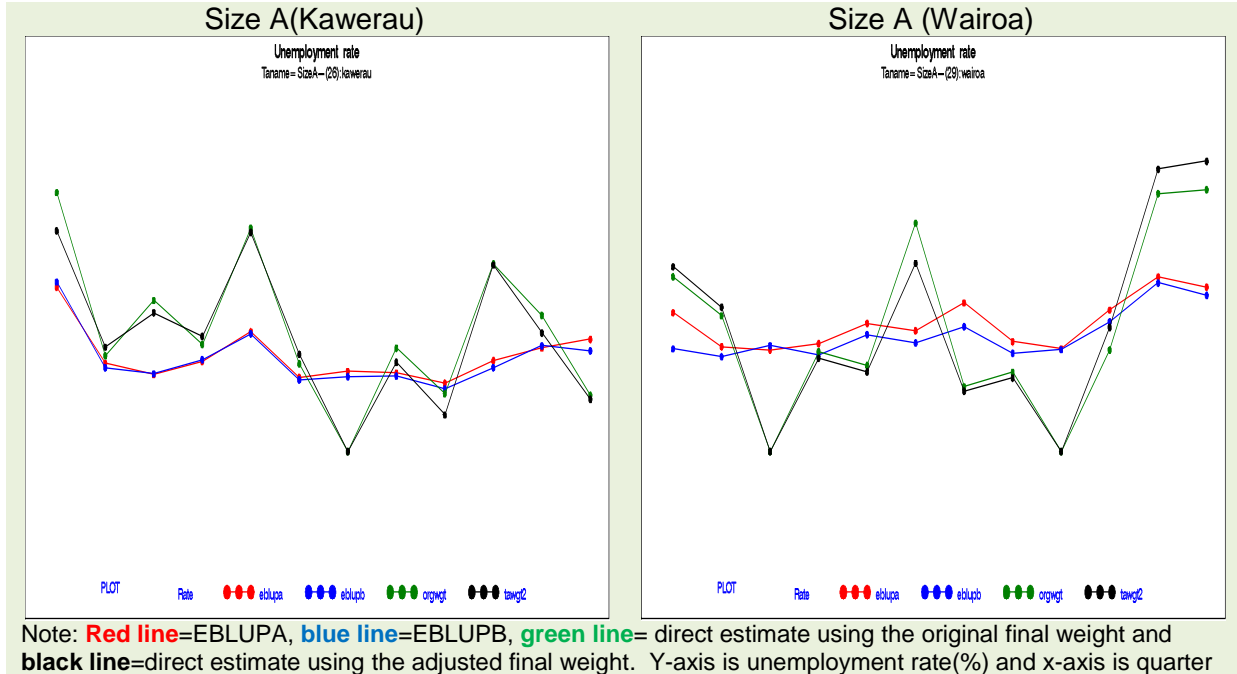 Size A(Kawerau)
Size A (Wairoa)
Unemployment rate
Taname= SizeA-(26):kawerau
Unemployment rate
Taname= SizeA-(29):wairoa
PLOT Rate eblupa eblupb orgwgt tawgt2
PLOT Rate eblupa eblupb orgwgt tawgt2
Note: Red line=EBLUPA, blue line=EBLUPB, green line= direct estimate using the original final weight and
black line=direct estimate using the adjusted final weight. Y-axis is unemployment rate(%) and x-axis is quarter